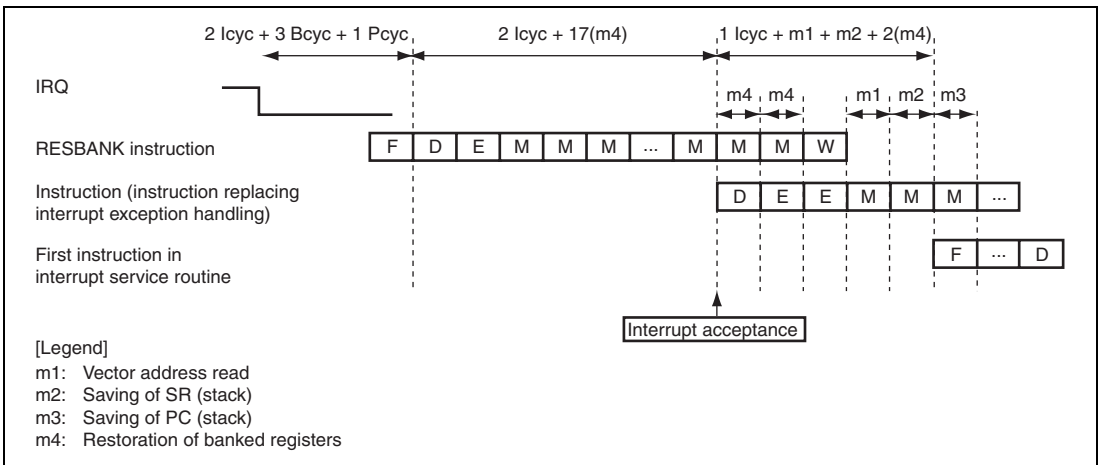 2 Icyc + 3 Bcyc + 1 Pcyc 2 Icyc + 17(m4) 1 Icyc + m1 + m2 + 2(m4)
IRQ
m4 m4 m1 m2 m3
RESBANK instruction F D E M M M ... M M M W
Instruction (instruction replacing
interrupt exception handling) D E E M M M ...
First instruction in
interrupt service routine F ... D
Interrupt acceptance
[Legend]
m1: Vector address read
m2: Saving of SR (stack)
m3: Saving of PC (stack)
m4: Restoration of banked registers